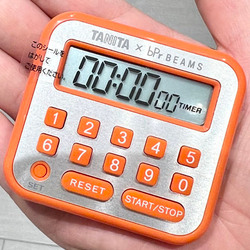 TANITA × bPr BEAMS
このシールを
はがして
ご使用ください。
00:00 00 TIMER
1 2 3 4 5
6 7 8 9 0
SET RESET START/STOP